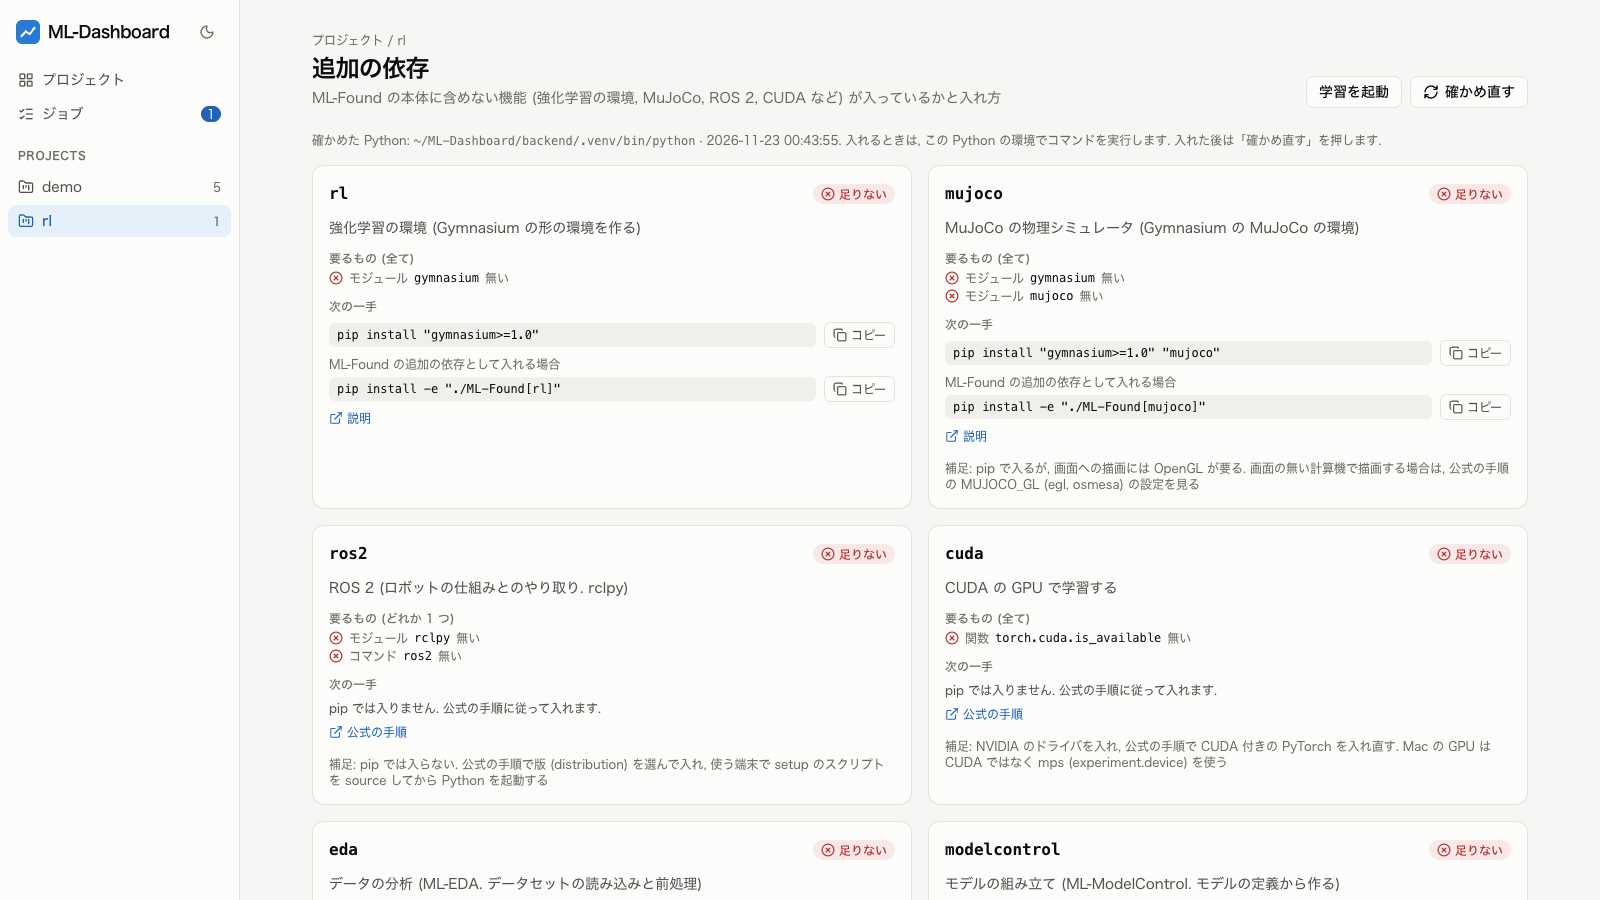 ML-Dashboard
プロジェクト
ジョブ
1
PROJECTS
demo
5
rl
1
プロジェクト / rl
追加の依存
ML-Found の本体に含めない機能 (強化学習の環境, MuJoCo, ROS 2, CUDA など) が入っているかと入れ方
学習を起動
確かめ直す
確かめた Python: ~/ML-Dashboard/backend/.venv/bin/python · 2026-11-23 00:43:55. 入れるときは, この Python の環境でコマンドを実行します. 入れた後は「確かめ直す」を押します.
rl
足りない
強化学習の環境 (Gymnasium の形の環境を作る)
要るもの (全て)
モジュール gymnasium 無い
次の一手
pip install "gymnasium>=1.0"
コピー
ML-Found の追加の依存として入れる場合
pip install -e "./ML-Found[rl]"
コピー
説明
mujoco
足りない
MuJoCo の物理シミュレータ (Gymnasium の MuJoCo の環境)
要るもの (全て)
モジュール gymnasium 無い
モジュール mujoco 無い
次の一手
pip install "gymnasium>=1.0" "mujoco"
コピー
ML-Found の追加の依存として入れる場合
pip install -e "./ML-Found[mujoco]"
コピー
説明
補足: pip で入るが, 画面への描画には OpenGL が要る. 画面の無い計算機で描画する場合は, 公式の手順
の MUJOCO_GL (egl, osmesa) の設定を見る
ros2
足りない
ROS 2 (ロボットの仕組みとのやり取り. rclpy)
要るもの (どれか 1 つ)
モジュール rclpy 無い
コマンド ros2 無い
次の一手
pip では入りません. 公式の手順に従って入れます.
公式の手順
補足: pip では入らない. 公式の手順で版 (distribution) を選んで入れ, 使う端末で setup のスクリプト
を source してから Python を起動する
cuda
足りない
CUDA の GPU で学習する
要るもの (全て)
関数 torch.cuda.is_available 無い
次の一手
pip では入りません. 公式の手順に従って入れます.
公式の手順
補足: NVIDIA のドライバを入れ, 公式の手順で CUDA 付きの PyTorch を入れ直す. Mac の GPU は
CUDA ではなく mps (experiment.device) を使う
eda
足りない
データの分析 (ML-EDA. データセットの読み込みと前処理)
modelcontrol
足りない
モデルの組み立て (ML-ModelControl. モデルの定義から作る)